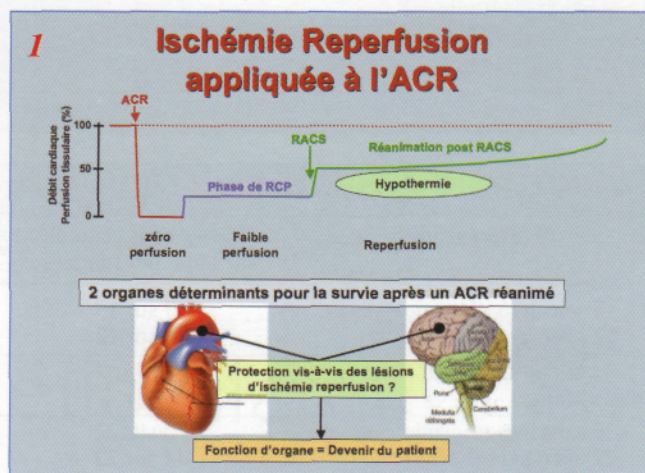 1
Ischémie Reperfusion
appliquée à l'ACR
ACR
Débit cardiaque
Perfusion tissulaire (%)
100
50
0
RACS
Réanimation post RACS
Phase de RCP
Hypothermie
zéro
perfusion
Faible
perfusion
Reperfusion
2 organes déterminants pour la survie après un ACR réanimé
Protection vis-à-vis des lésions
d'ischémie reperfusion ?
Pons
Medulla
oblongata
Cerebellum
Fonction d'organe = Devenir du patient